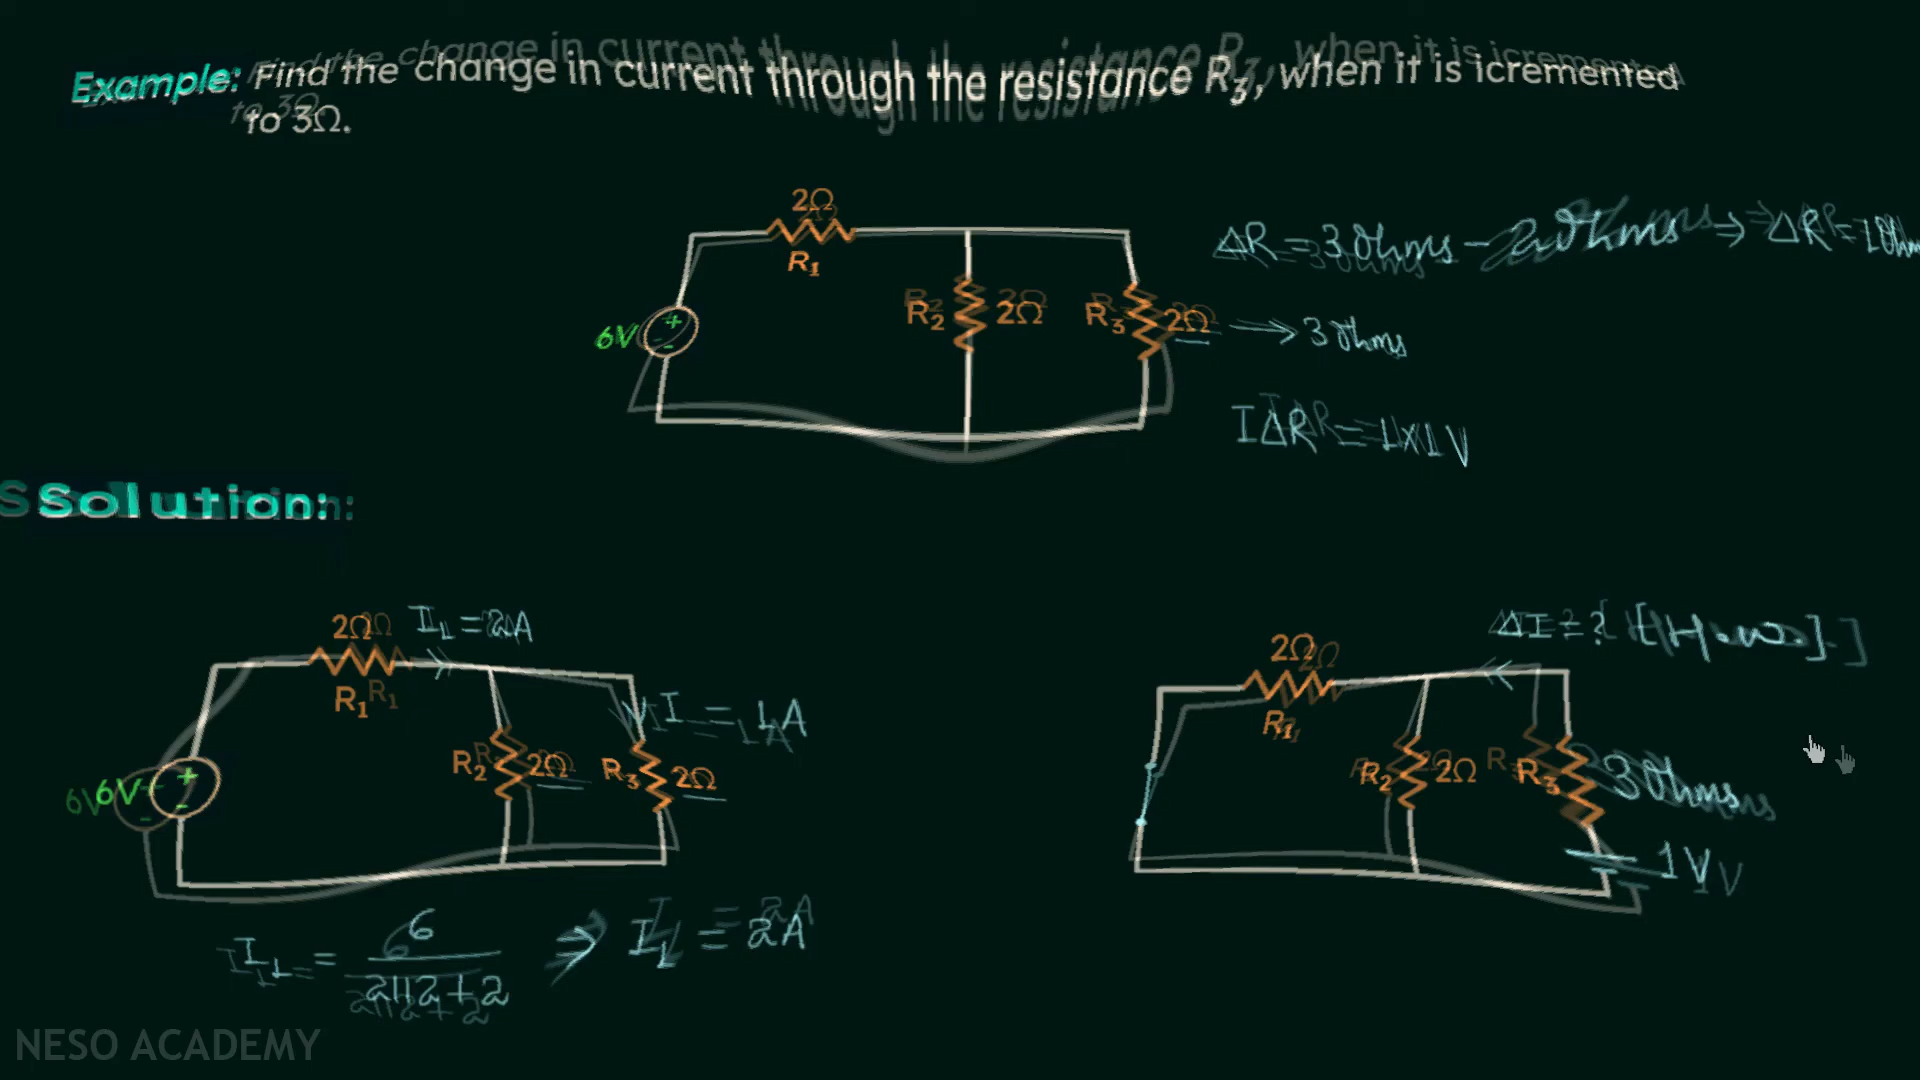 Example: Find the change in current through the resistance R3, when it is icremented
to 3Ω.
2Ω
R1
ΔR = 3 Ohms - 2 Ohms ⇒ ΔR = 1 Ohm
6V
+
-
R2
2Ω
R3
2Ω
→ 3 Ohms
IΔR = 1×1 V
Solution:
2Ω
I1 = 2A
R1
I = 1A
6V
+
-
R2
2Ω
R3
2Ω
I1 = 6
2||2+2
⇒ I1 = 2A
2Ω
ΔI = ? [H.W.]
R1
R2
2Ω
R3
3 Ohms
1V
NESO ACADEMY